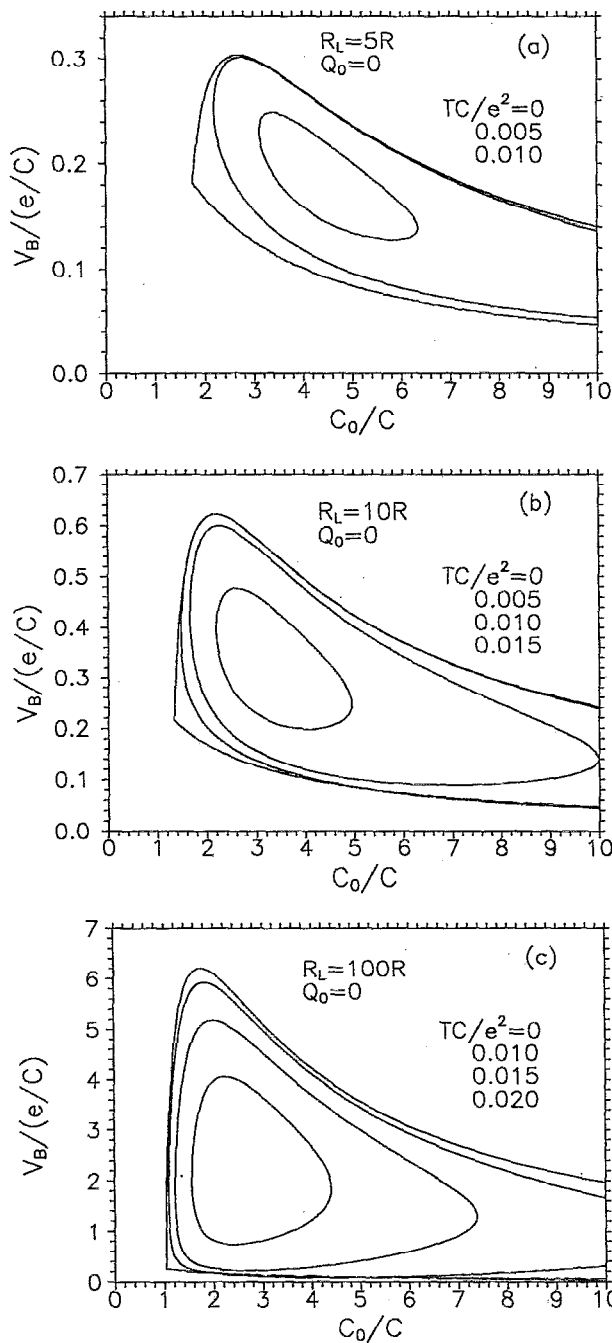 (a)
R_L=5R
Q_0=0
TC/e²=0
0.005
0.010
0.3
0.2
0.1
0.0
V_B/(e/C)
0 1 2 3 4 5 6 7 8 9 10
C_0/C
(b)
R_L=10R
Q_0=0
TC/e²=0
0.005
0.010
0.015
0.7
0.6
0.5
0.4
0.3
0.2
0.1
0.0
V_B/(e/C)
0 1 2 3 4 5 6 7 8 9 10
C_0/C
(c)
R_L=100R
Q_0=0
TC/e²=0
0.010
0.015
0.020
7
6
5
4
3
2
1
0
V_B/(e/C)
0 1 2 3 4 5 6 7 8 9 10
C_0/C